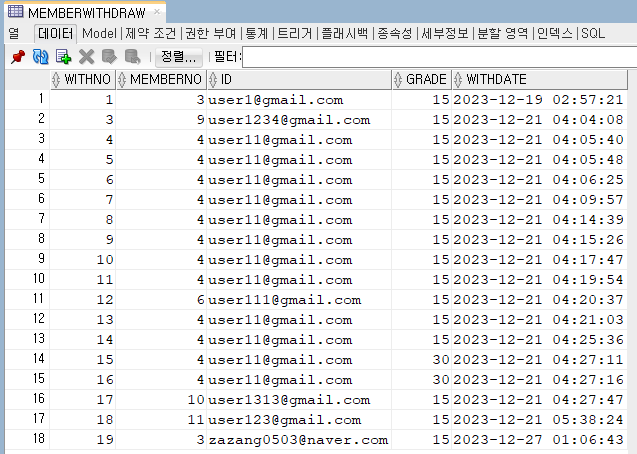 MEMBERWITHDRAW
열 데이터 Model 제약 조건 권한 부여 통계 트리거 플래시백 종속성 세부정보 분할 영역 인덱스 SQL
정렬... 필터:
WITHNO MEMBERNO ID GRADE WITHDATE
1 1 3 user1@gmail.com 15 2023-12-19 02:57:21
2 3 9 user1234@gmail.com 15 2023-12-21 04:04:08
3 4 4 user11@gmail.com 15 2023-12-21 04:05:40
4 5 4 user11@gmail.com 15 2023-12-21 04:05:48
5 6 4 user11@gmail.com 15 2023-12-21 04:06:25
6 7 4 user11@gmail.com 15 2023-12-21 04:09:57
7 8 4 user11@gmail.com 15 2023-12-21 04:14:39
8 9 4 user11@gmail.com 15 2023-12-21 04:15:26
9 10 4 user11@gmail.com 15 2023-12-21 04:17:47
10 11 4 user11@gmail.com 15 2023-12-21 04:19:54
11 12 6 user111@gmail.com 15 2023-12-21 04:20:37
12 13 4 user11@gmail.com 15 2023-12-21 04:21:03
13 14 4 user11@gmail.com 15 2023-12-21 04:25:36
14 15 4 user11@gmail.com 30 2023-12-21 04:27:11
15 16 4 user11@gmail.com 30 2023-12-21 04:27:16
16 17 10 user1313@gmail.com 15 2023-12-21 04:27:47
17 18 11 user123@gmail.com 15 2023-12-21 05:38:24
18 19 3 zazang0503@naver.com 15 2023-12-27 01:06:43